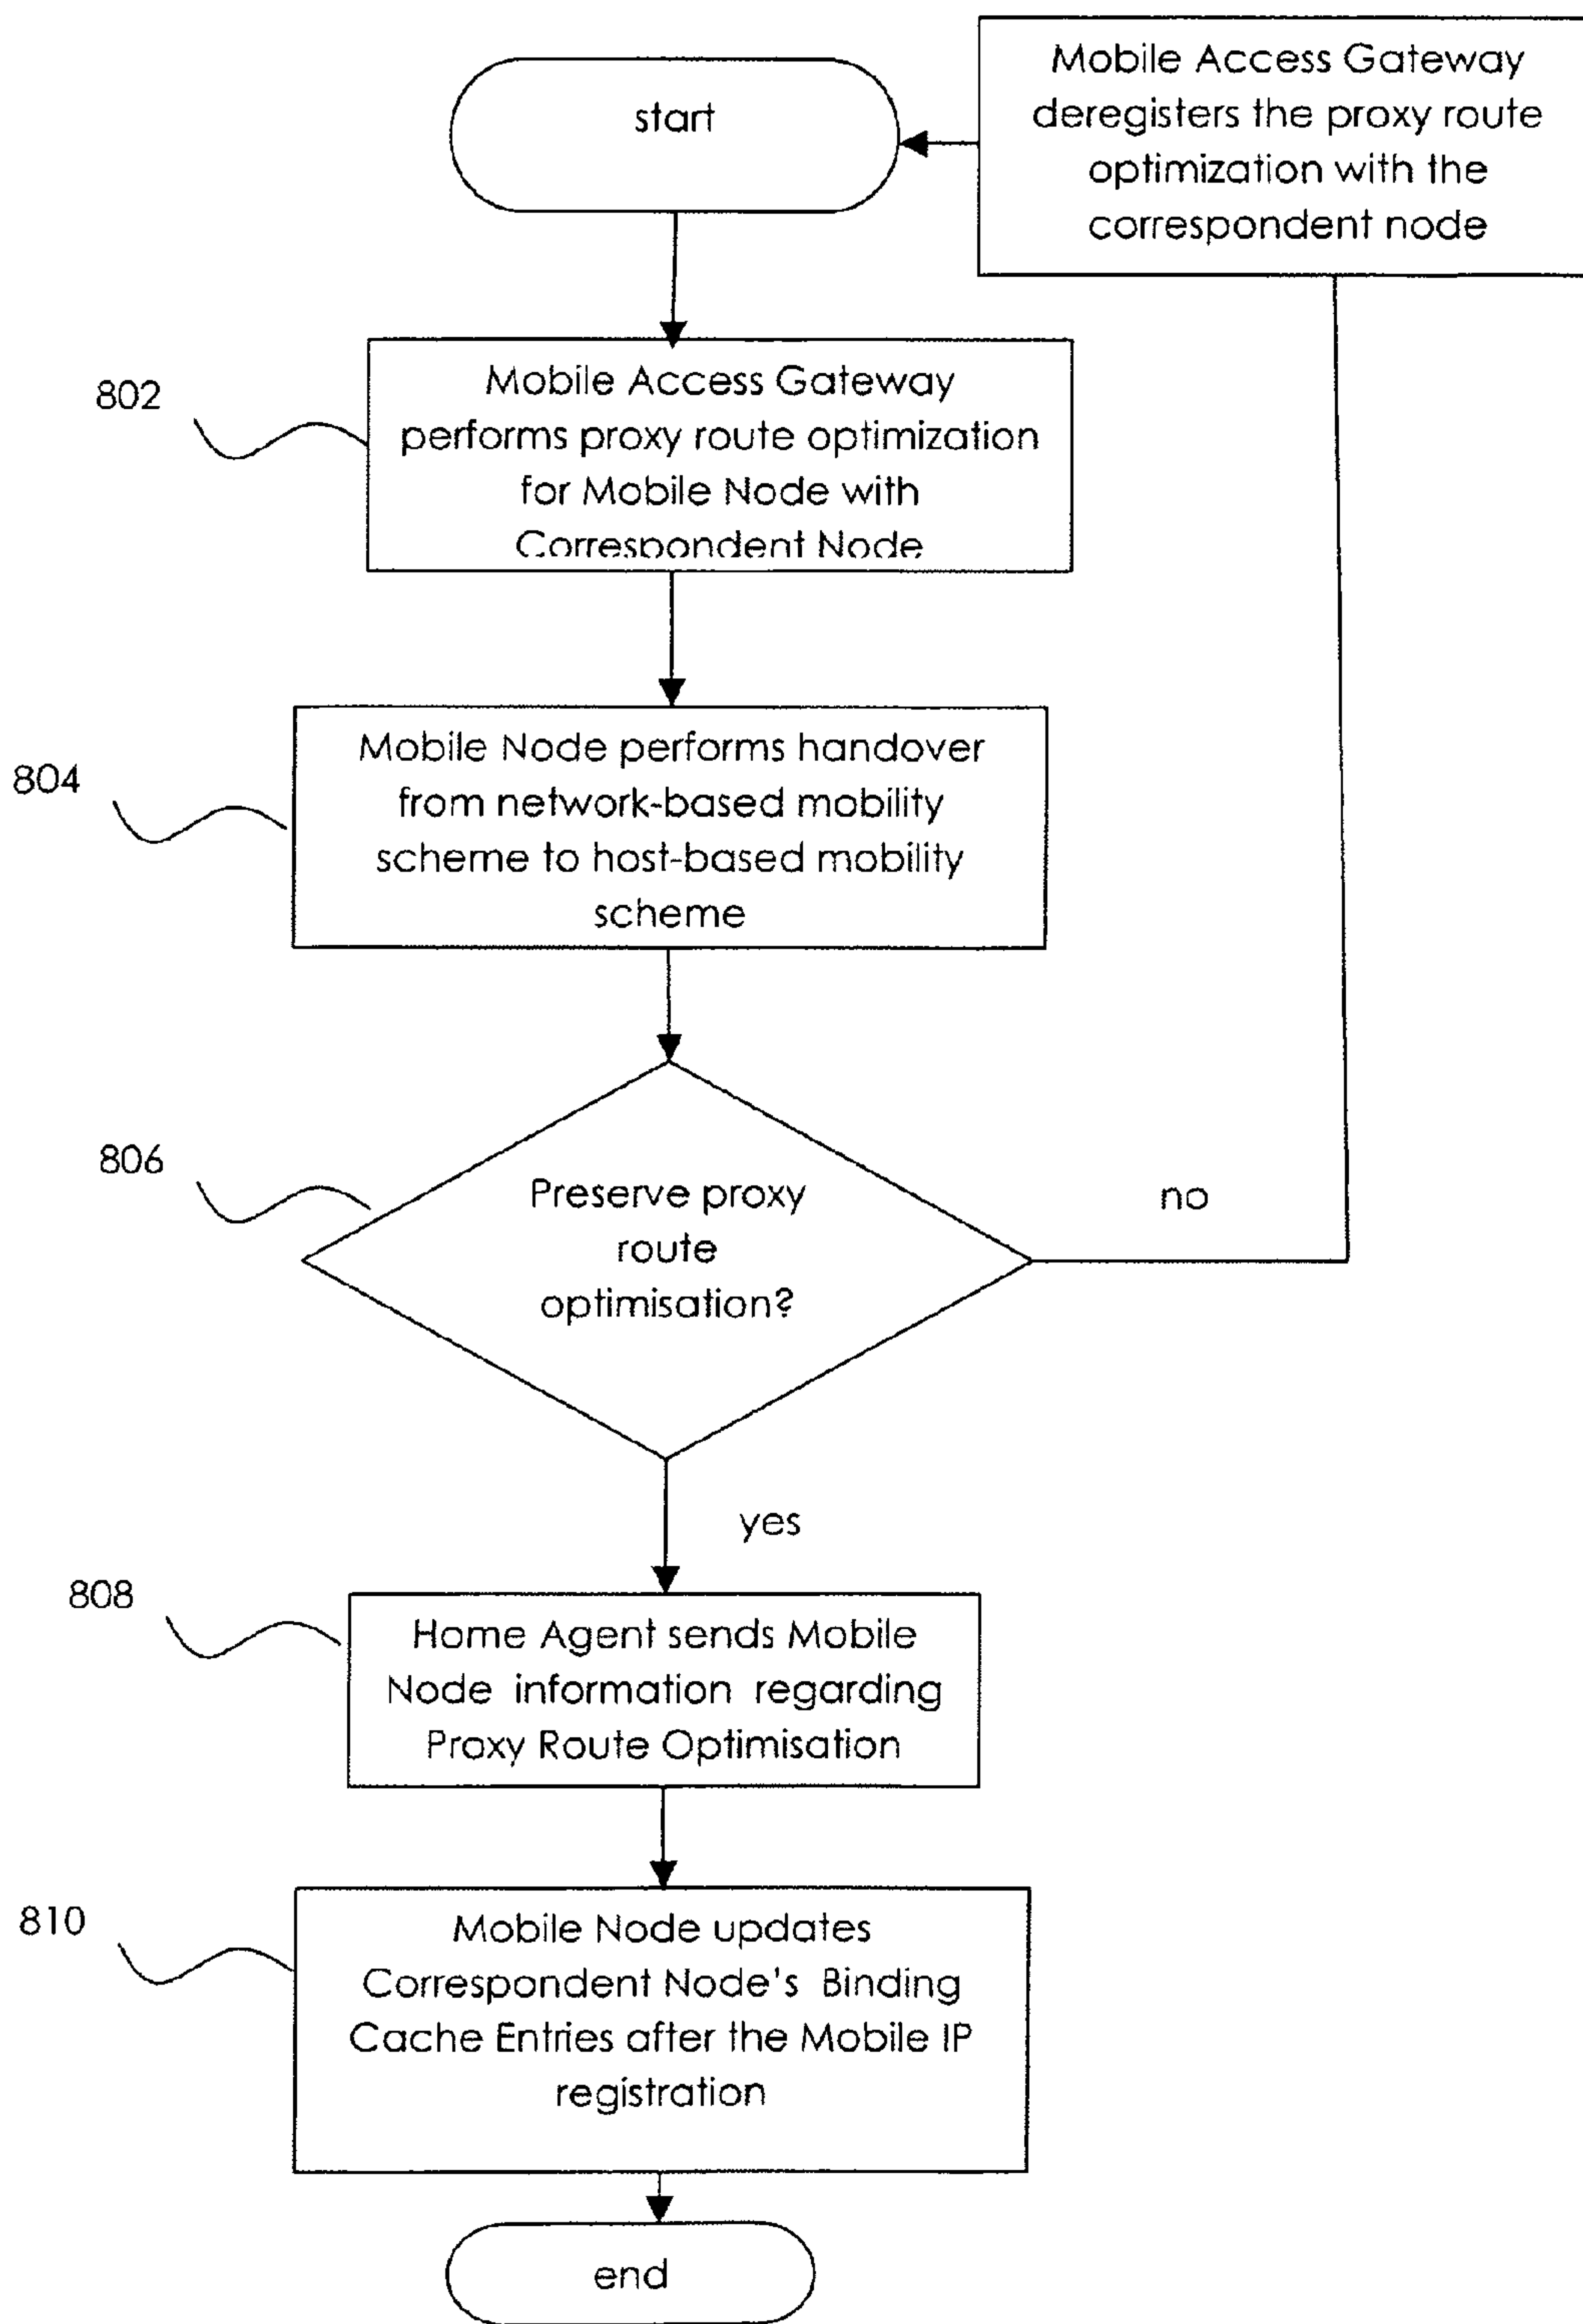 start
Mobile Access Gateway
deregisters the proxy route
optimization with the
correspondent node
802
Mobile Access Gateway
performs proxy route optimization
for Mobile Node with
Correspondent Node
804
Mobile Node performs handover
from network-based mobility
scheme to host-based mobility
scheme
806
Preserve proxy
route
optimisation?
no
yes
808
Home Agent sends Mobile
Node information regarding
Proxy Route Optimisation
810
Mobile Node updates
Correspondent Node's Binding
Cache Entries after the Mobile IP
registration
end